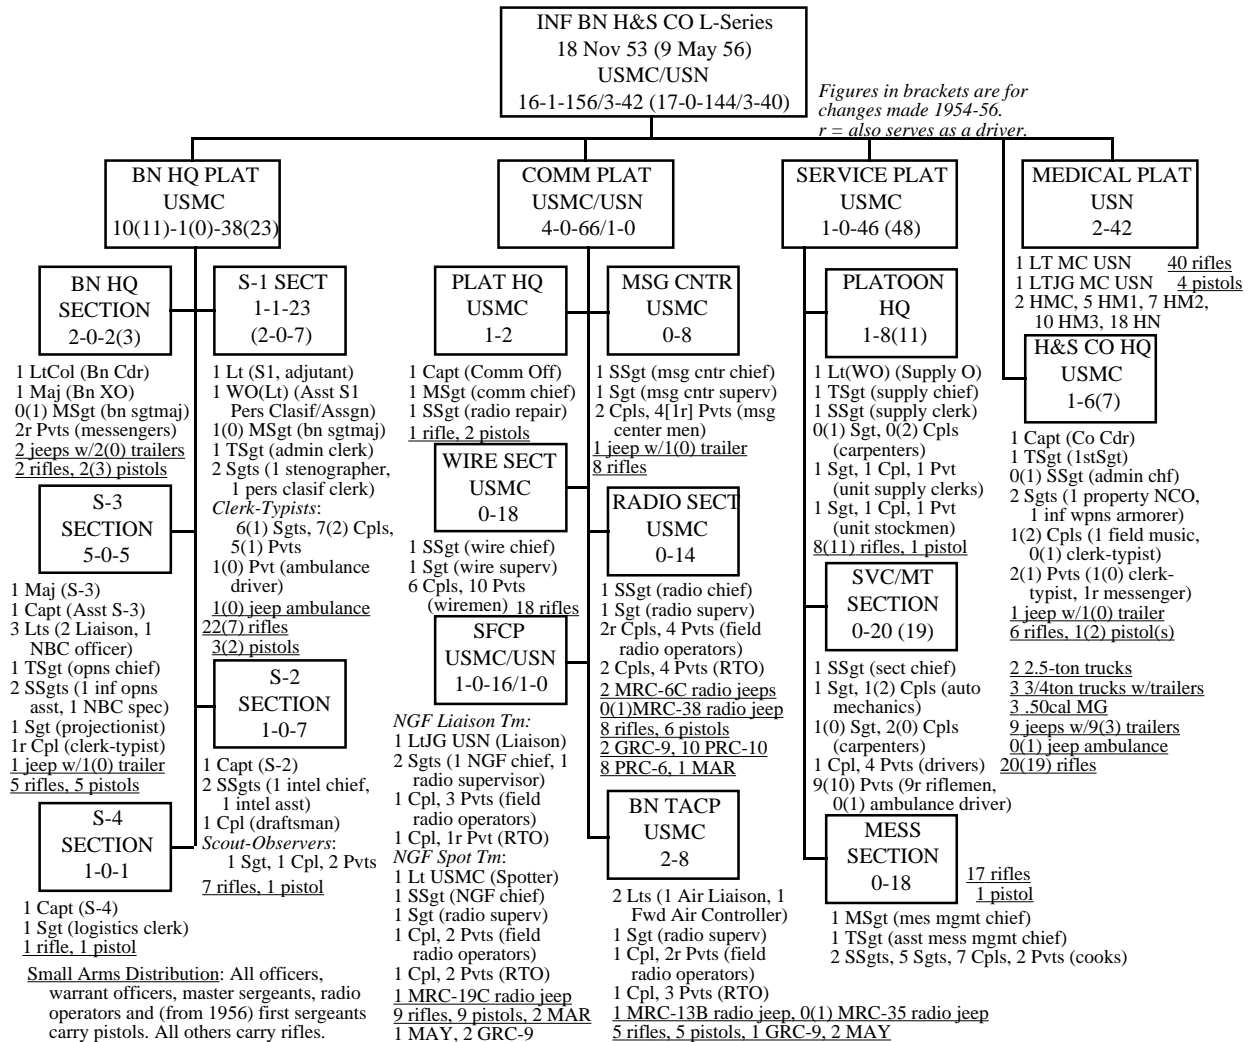 INF BN H&S CO L-Series
18 Nov 53 (9 May 56)
USMC/USN
16-1-156/3-42 (17-0-144/3-40)
Figures in brackets are for
changes made 1954-56.
r = also serves as a driver.
BN HQ PLAT
USMC
10(11)-1(0)-38(23)
BN HQ
SECTION
2-0-2(3)
1 LtCol (Bn Cdr)
1 Maj (Bn XO)
0(1) MSgt (bn sgtmaj)
2r Pvts (messengers)
2 jeeps w/2(0) trailers
2 rifles, 2(3) pistols
S-3
SECTION
5-0-5
1 Maj (S-3)
1 Capt (Asst S-3)
3 Lts (2 Liaison, 1
NBC officer)
1 TSgt (opns chief)
2 SSgts (1 inf opns
asst, 1 NBC spec)
1 Sgt (projectionist)
1r Cpl (clerk-typist)
1 jeep w/1(0) trailer
5 rifles, 5 pistols
S-4
SECTION
1-0-1
1 Capt (S-4)
1 Sgt (logistics clerk)
1 rifle, 1 pistol
Small Arms Distribution: All officers,
warrant officers, master sergeants, radio
operators and (from 1956) first sergeants
carry pistols. All others carry rifles.
S-1 SECT
1-1-23
(2-0-7)
1 Lt (S1, adjutant)
1 WO(Lt) (Asst S1
Pers Clasif/Assgn)
1(0) MSgt (bn sgtmaj)
1 TSgt (admin clerk)
2 Sgts (1 stenographer,
1 pers clasif clerk)
Clerk-Typists:
6(1) Sgts, 7(2) Cpls,
5(1) Pvts
1(0) Pvt (ambulance
driver)
1(0) jeep ambulance
22(7) rifles
3(2) pistols
S-2
SECTION
1-0-7
1 Capt (S-2)
2 SSgts (1 intel chief,
1 intel asst)
1 Cpl (draftsman)
Scout-Observers:
1 Sgt, 1 Cpl, 2 Pvts
7 rifles, 1 pistol
COMM PLAT
USMC/USN
4-0-66/1-0
PLAT HQ
USMC
1-2
1 Capt (Comm Off)
1 MSgt (comm chief)
1 SSgt (radio repair)
1 rifle, 2 pistols
WIRE SECT
USMC
0-18
1 SSgt (wire chief)
1 Sgt (wire superv)
6 Cpls, 10 Pvts
(wiremen)
18 rifles
SFCP
USMC/USN
1-0-16/1-0
NGF Liaison Tm:
1 LtJG USN (Liaison)
2 Sgts (1 NGF chief, 1
radio supervisor)
1 Cpl, 3 Pvts (field
radio operators)
1 Cpl, 1r Pvt (RTO)
NGF Spot Tm:
1 Lt USMC (Spotter)
1 SSgt (NGF chief)
1 Sgt (radio superv)
1 Cpl, 2 Pvts (field
radio operators)
1 Cpl, 2 Pvts (RTO)
1 MRC-19C radio jeep
9 rifles, 9 pistols, 2 MAR
1 MAY, 2 GRC-9
MSG CNTR
USMC
0-8
1 SSgt (msg cntr chief)
1 Sgt (msg cntr superv)
2 Cpls, 4[1r] Pvts (msg
center men)
1 jeep w/1(0) trailer
8 rifles
RADIO SECT
USMC
0-14
1 SSgt (radio chief)
1 Sgt (radio superv)
2r Cpls, 4 Pvts (field
radio operators)
2 Cpls, 4 Pvts (RTO)
2 MRC-6C radio jeeps
0(1)MRC-38 radio jeep
8 rifles, 6 pistols
2 GRC-9, 10 PRC-10
8 PRC-6, 1 MAR
BN TACP
USMC
2-8
2 Lts (1 Air Liaison, 1
Fwd Air Controller)
1 Sgt (radio superv)
1 Cpl, 2r Pvts (field
radio operators)
1 Cpl, 3 Pvts (RTO)
1 MRC-13B radio jeep, 0(1) MRC-35 radio jeep
5 rifles, 5 pistols, 1 GRC-9, 2 MAY
SERVICE PLAT
USMC
1-0-46 (48)
PLATOON
HQ
1-8(11)
1 Lt(WO) (Supply O)
1 TSgt (supply chief)
1 SSgt (supply clerk)
0(1) Sgt, 0(2) Cpls
(carpenters)
1 Sgt, 1 Cpl, 1 Pvt
(unit supply clerks)
1 Sgt, 1 Cpl, 1 Pvt
(unit stockmen)
8(11) rifles, 1 pistol
SVC/MT
SECTION
0-20 (19)
1 SSgt (sect chief)
1 Sgt, 1(2) Cpls (auto
mechanics)
1(0) Sgt, 2(0) Cpls
(carpenters)
1 Cpl, 4 Pvts (drivers)
9(10) Pvts (9r riflemen,
0(1) ambulance driver)
2 2.5-ton trucks
3 3/4ton trucks w/trailers
3 .50cal MG
9 jeeps w/9(3) trailers
0(1) jeep ambulance
20(19) rifles
MESS
SECTION
0-18
17 rifles
1 pistol
1 MSgt (mes mgmt chief)
1 TSgt (asst mess mgmt chief)
2 SSgts, 5 Sgts, 7 Cpls, 2 Pvts (cooks)
MEDICAL PLAT
USN
2-42
1 LT MC USN
1 LTJG MC USN
2 HMC, 5 HM1, 7 HM2,
10 HM3, 18 HN
40 rifles
4 pistols
H&S CO HQ
USMC
1-6(7)
1 Capt (Co Cdr)
1 TSgt (1stSgt)
0(1) SSgt (admin chf)
2 Sgts (1 property NCO,
1 inf wpns armorer)
1(2) Cpls (1 field music,
0(1) clerk-typist)
2(1) Pvts (1(0) clerk-
typist, 1r messenger)
1 jeep w/1(0) trailer
6 rifles, 1(2) pistol(s)